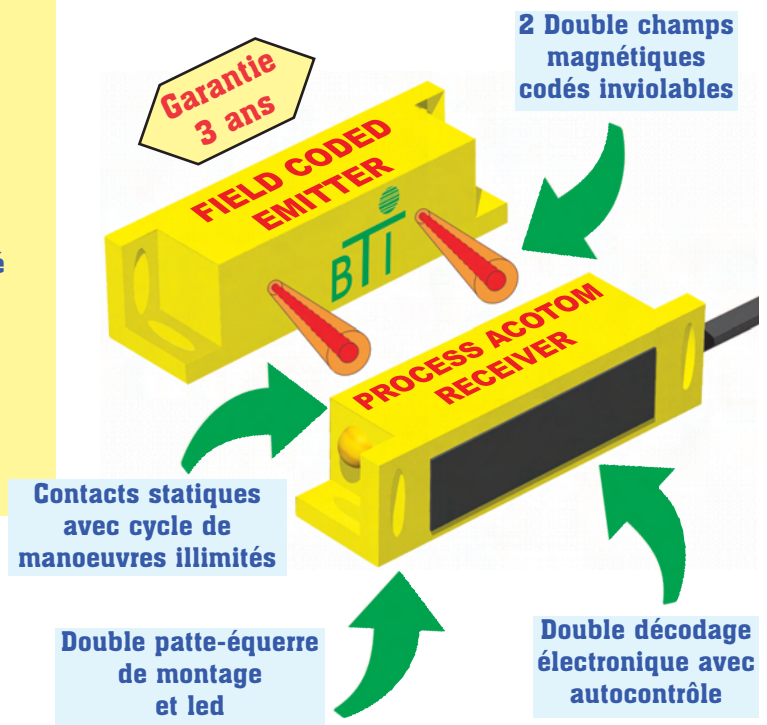 2 Double champs
magnétiques
codés inviolables
Garantie
3 ans
FIELD CODED
EMITTER
BTI
é
PROCESS ACOTOM
RECEIVER
Contacts statiques
avec cycle de
manoeuvres illimités
Double patte-équerre
de montage
et led
Double décodage
électronique avec
autocontrôle